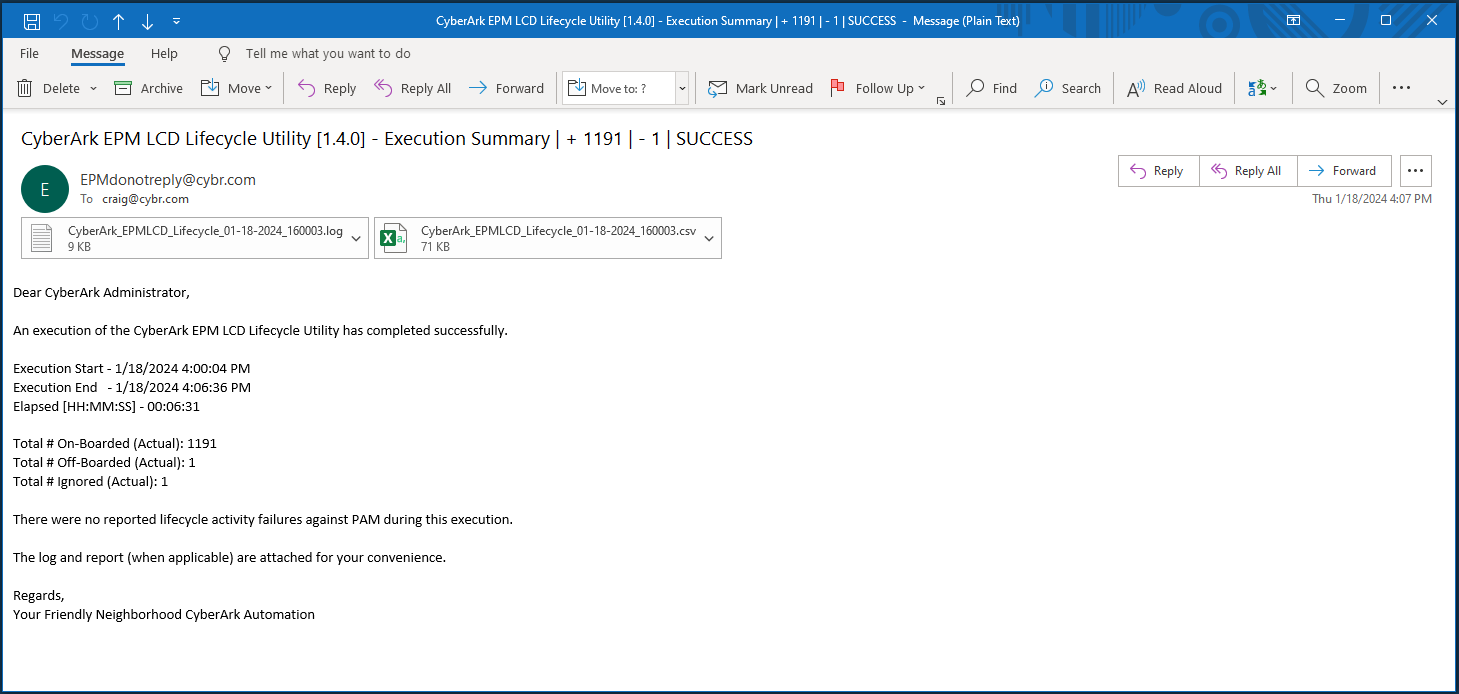 CyberArk EPM LCD Lifecycle Utility [1.4.0] - Execution Summary | + 1191 | - 1 | SUCCESS - Message (Plain Text)
File Message Help Tell me what you want to do
Delete Archive Move Reply Reply All Forward Move to: ? Mark Unread Follow Up Find Search Read Aloud Zoom
CyberArk EPM LCD Lifecycle Utility [1.4.0] - Execution Summary | + 1191 | - 1 | SUCCESS
E
EPMdonotreply@cybr.com
To craig@cybr.com
Reply Reply All Forward
Thu 1/18/2024 4:07 PM
CyberArk_EPMLCD_Lifecycle_01-18-2024_160003.log
9 KB
CyberArk_EPMLCD_Lifecycle_01-18-2024_160003.csv
71 KB
Dear CyberArk Administrator,
An execution of the CyberArk EPM LCD Lifecycle Utility has completed successfully.
Execution Start - 1/18/2024 4:00:04 PM
Execution End - 1/18/2024 4:06:36 PM
Elapsed [HH:MM:SS] - 00:06:31
Total # On-Boarded (Actual): 1191
Total # Off-Boarded (Actual): 1
Total # Ignored (Actual): 1
There were no reported lifecycle activity failures against PAM during this execution.
The log and report (when applicable) are attached for your convenience.
Regards,
Your Friendly Neighborhood CyberArk Automation